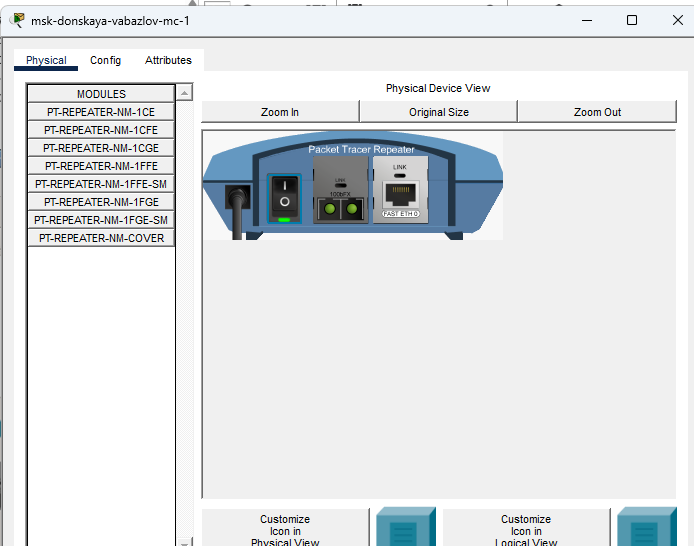 msk-donskaya-vabazlov-mc-1
Physical Config Attributes
MODULES
PT-REPEATER-NM-1CE
PT-REPEATER-NM-1CFE
PT-REPEATER-NM-1CGE
PT-REPEATER-NM-1FFE
PT-REPEATER-NM-1FFE-SM
PT-REPEATER-NM-1FGE
PT-REPEATER-NM-1FGE-SM
PT-REPEATER-NM-COVER
Physical Device View
Zoom In Original Size Zoom Out
Packet Tracer Repeater
LINK
LINK
100bFX
FAST ETH 0
Customize
Icon in
Physical View
Customize
Icon in
Logical View